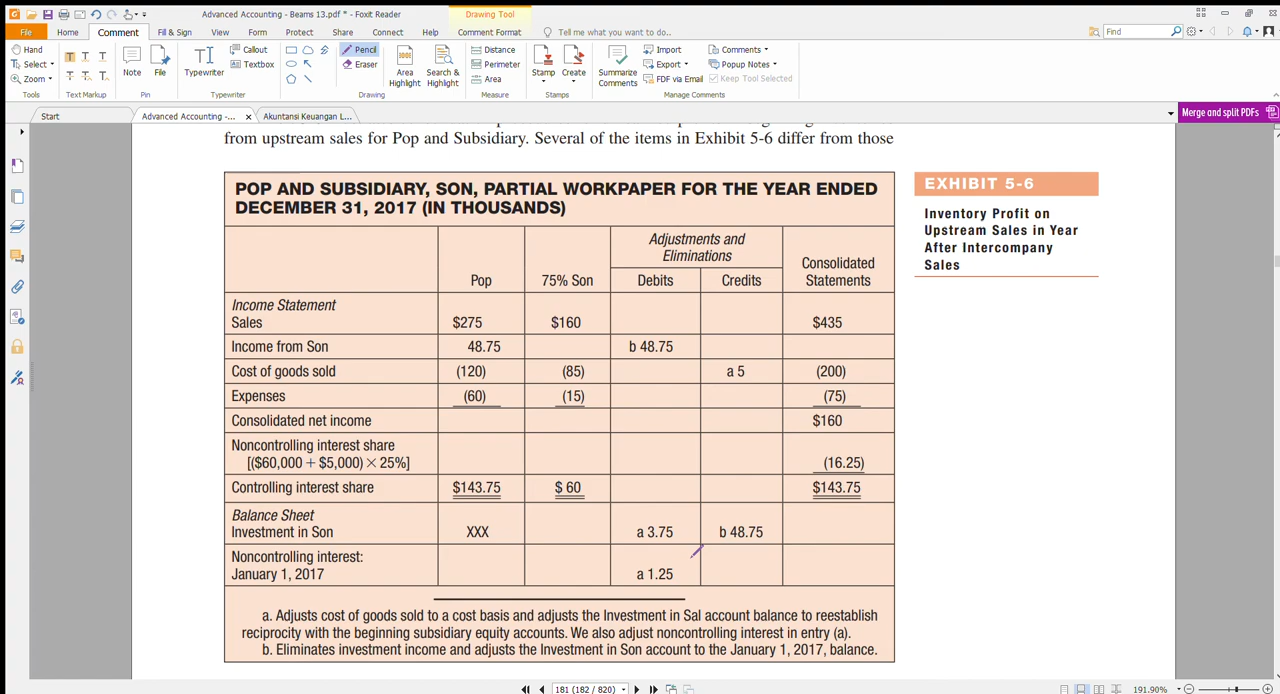 Advanced Accounting - Beams 13.pdf * - Foxit Reader
Drawing Tool
File Home Comment Fill & Sign View Form Protect Share Connect Help Comment Format Tell me what you want to do... Find
Hand
Select
Zoom
Tools
Text Markup
Note
File
Pin
Typewriter
Callout
Textbox
Typewriter
Pencil
Eraser
Drawing
Area Highlight
Search & Highlight
Distance
Perimeter
Area
Measure
Stamp
Create
Stamps
Summarize Comments
Import
Export
FDF via Email
Comments
Popup Notes
Keep Tool Selected
Manage Comments
Start Advanced Accounting -... Akuntansi Keuangan L... Merge and split PDFs
from upstream sales for Pop and Subsidiary. Several of the items in Exhibit 5-6 differ from those
POP AND SUBSIDIARY, SON, PARTIAL WORKPAPER FOR THE YEAR ENDED
DECEMBER 31, 2017 (IN THOUSANDS)
Adjustments and
Eliminations
Pop 75% Son Debits Credits Consolidated Statements
Income Statement
Sales $275 $160 $435
Income from Son 48.75 b 48.75
Cost of goods sold (120) (85) a 5 (200)
Expenses (60) (15) (75)
Consolidated net income $160
Noncontrolling interest share
[($60,000 + $5,000) × 25%] (16.25)
Controlling interest share $143.75 $ 60 $143.75
Balance Sheet
Investment in Son XXX a 3.75 b 48.75
Noncontrolling interest:
January 1, 2017 a 1.25
a. Adjusts cost of goods sold to a cost basis and adjusts the Investment in Sal account balance to reestablish
reciprocity with the beginning subsidiary equity accounts. We also adjust noncontrolling interest in entry (a).
b. Eliminates investment income and adjusts the Investment in Son account to the January 1, 2017, balance.
EXHIBIT 5-6
Inventory Profit on
Upstream Sales in Year
After Intercompany
Sales
181 (182 / 820) 191.90%